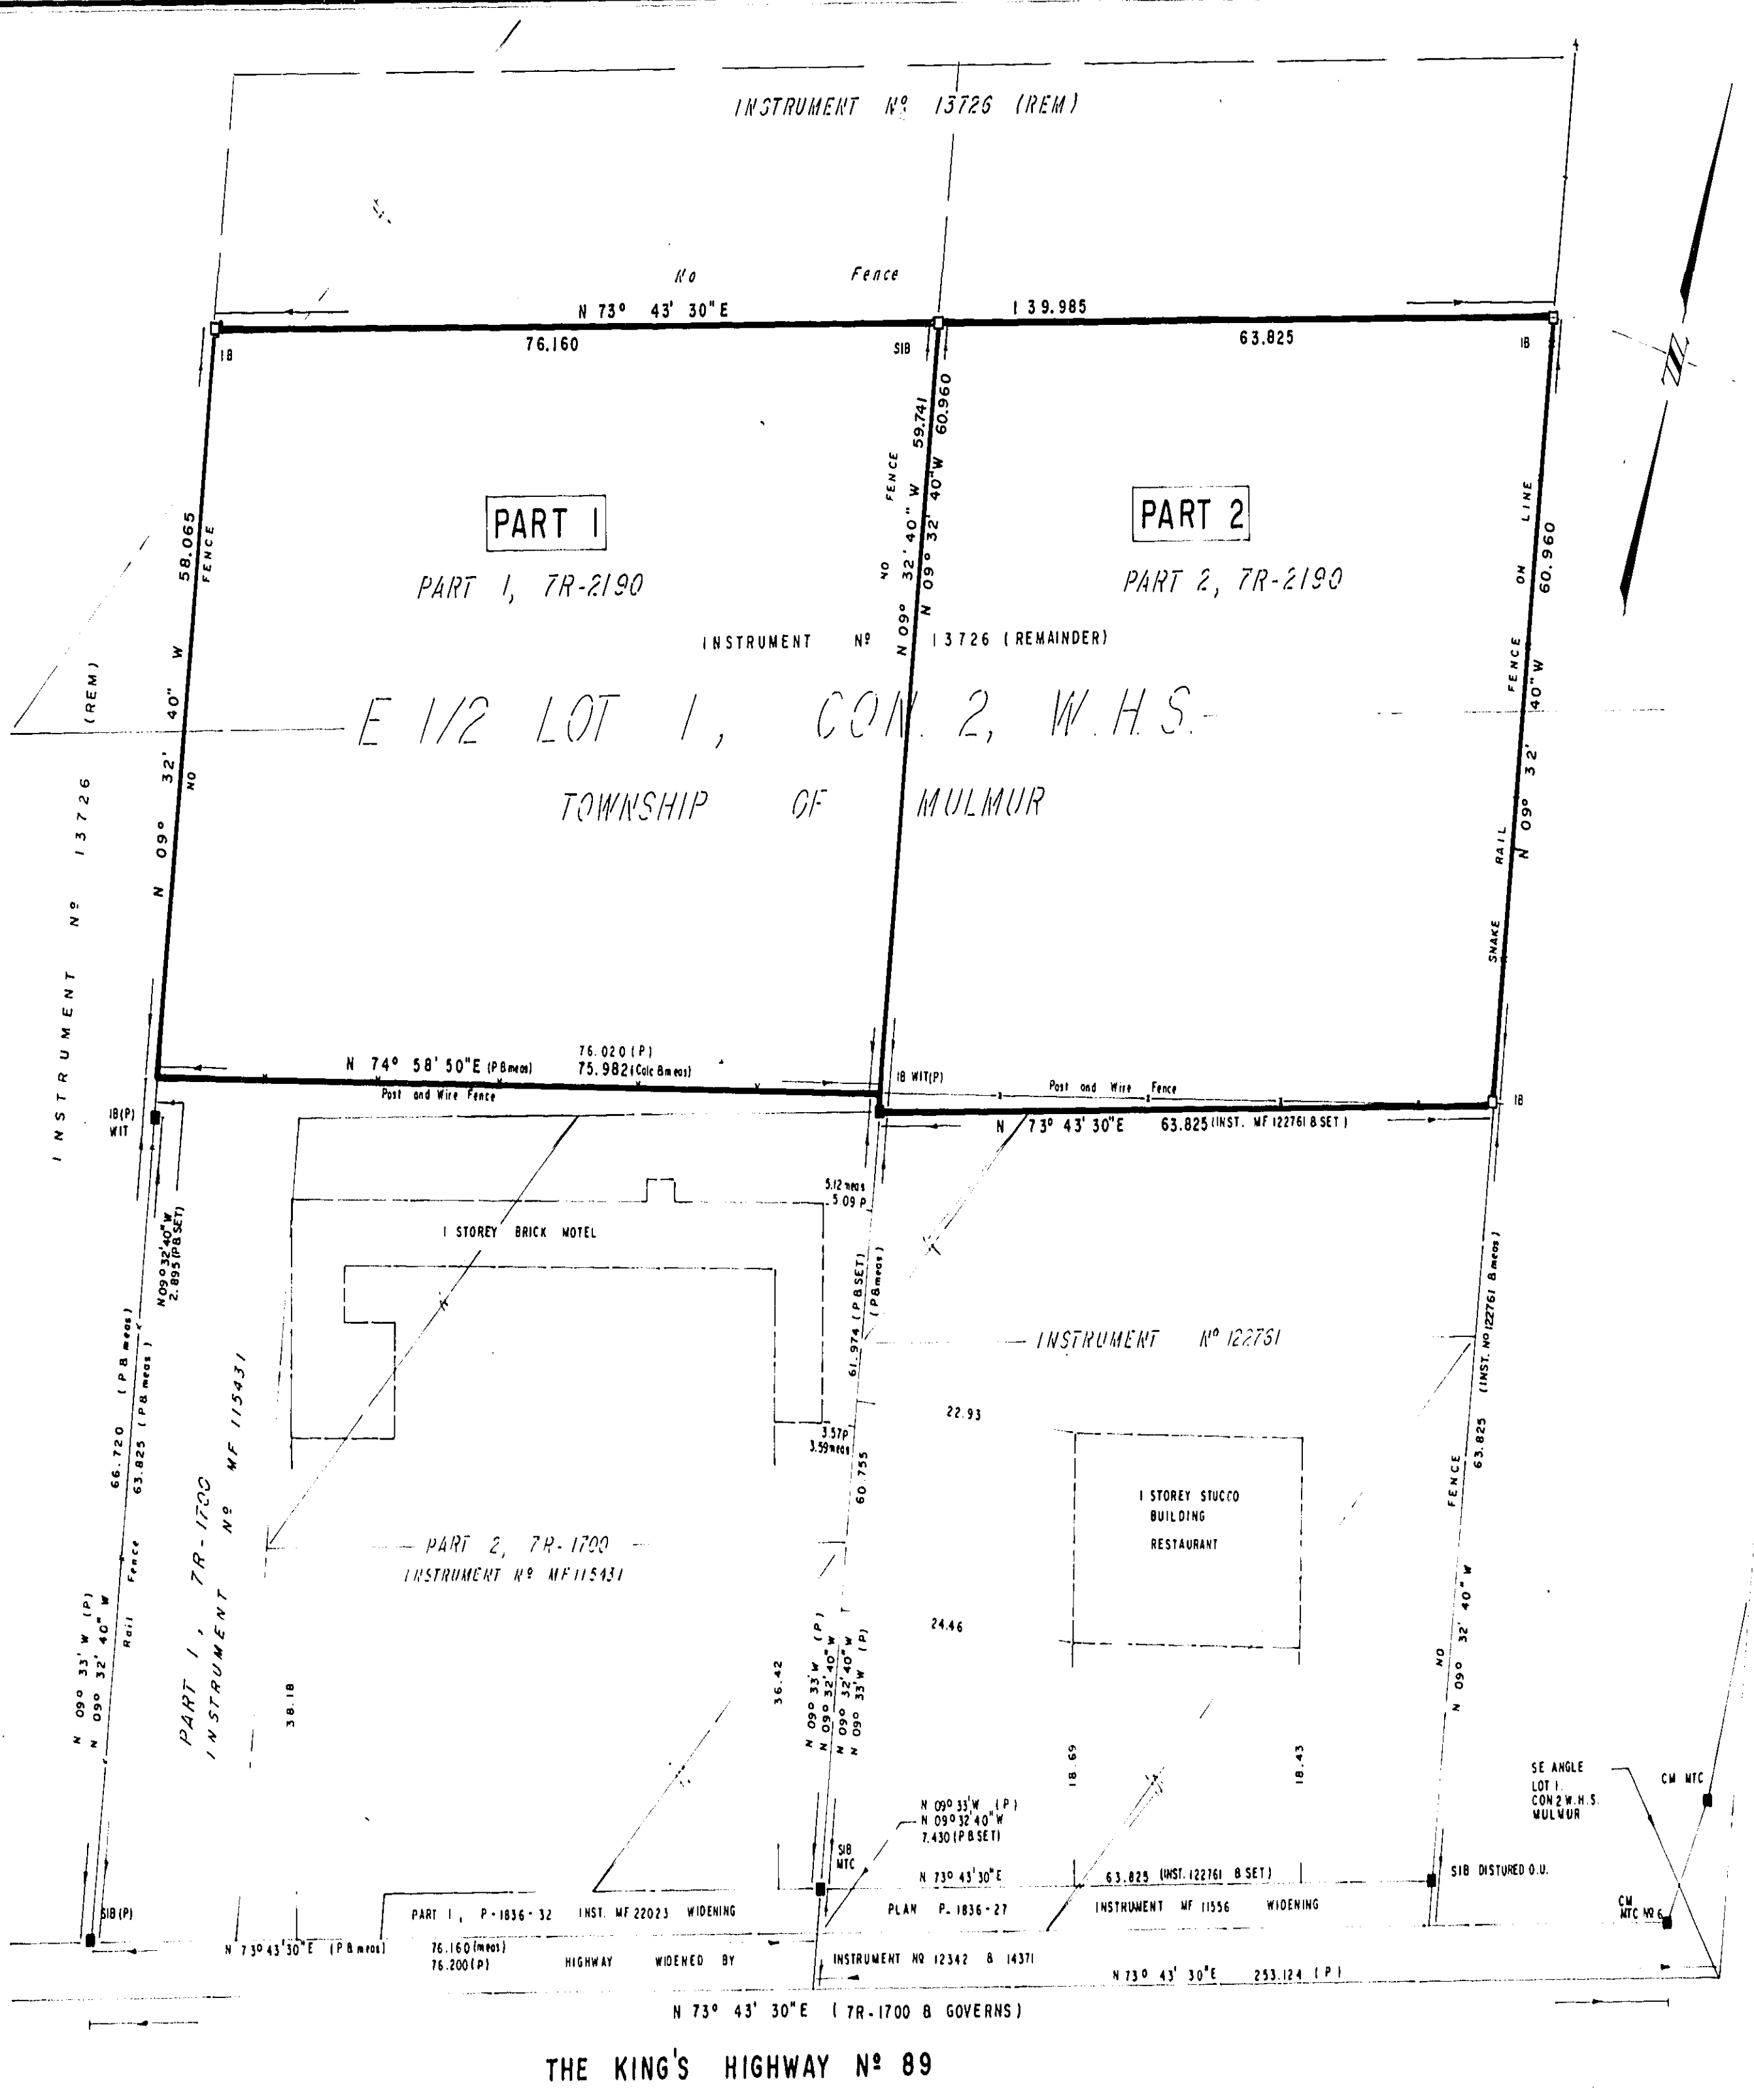 INSTRUMENT Nº 13726 (REM)
No Fence
N 73° 43' 30" E
139.985
76.160
63.825
IB
SIB
IB
58.065
FENCE
NO
N 09° 32' 40" W
NO FENCE
N 09° 32' 40" W 59.741
N 09° 32' 40" W 60.960
SNAKE RAIL FENCE ON LINE
N 09° 32' 40" W 60.960
PART 1
PART 1, 7R-2190
PART 2
PART 2, 7R-2190
INSTRUMENT Nº 13726 (REMAINDER)
E 1/2 LOT 1, CON. 2, W.H.S.
TOWNSHIP OF MULMUR
INSTRUMENT Nº 13726 (REM)
N 74° 58' 50" E (P & meas)
76.020 (P)
75.982 (Calc & meas)
Post and Wire Fence
IB WIT(P)
Post and Wire Fence
IB
N 73° 43' 30" E 63.825 (INST. MF 122761 & SET)
IB(P)
WIT
N 09° 32' 40" W
2.895 (P & SET)
5.12 meas
5.09 P
1 STOREY BRICK MOTEL
61.974 (P & SET)
(P & meas)
60.755
66.720 (P & meas)
63.825 (P & meas)
Rail Fence
N 09° 33' W (P)
N 09° 32' 40" W
PART 1, 7R-1700
INSTRUMENT Nº MF 115431
INSTRUMENT Nº 122761
22.93
3.57P
3.59 meas
1 STOREY STUCCO
BUILDING
RESTAURANT
63.825 (INST. Nº 122761 & meas)
NO FENCE
N 09° 32' 40" W
PART 2, 7R-1700
INSTRUMENT Nº MF115431
24.46
38.18
36.42
N 09° 33' W (P)
N 09° 32' 40" W
N 09° 32' 40" W
N 09° 33' W (P)
18.69
18.43
SE ANGLE
LOT 1.
CON 2 W.H.S.
MULMUR
CM MTC
N 09° 33' W (P)
N 09° 32' 40" W
7.430 (P & SET)
SIB
MTC
N 73° 43' 30" E
63.825 (INST. 122761 & SET)
SIB DISTURED O.U.
SIB (P)
PART 1, P-1836-32 INST. MF 22023 WIDENING
PLAN P-1836-27
INSTRUMENT MF 11556 WIDENING
CM
MTC Nº 6
N 73° 43' 30" E (P & meas)
76.160 (meas)
76.200 (P)
HIGHWAY WIDENED BY INSTRUMENT NO 12342 & 14371
N 73° 43' 30" E 253.124 (P)
N 73° 43' 30" E (7R-1700 & GOVERNS)
THE KING'S HIGHWAY Nº 89